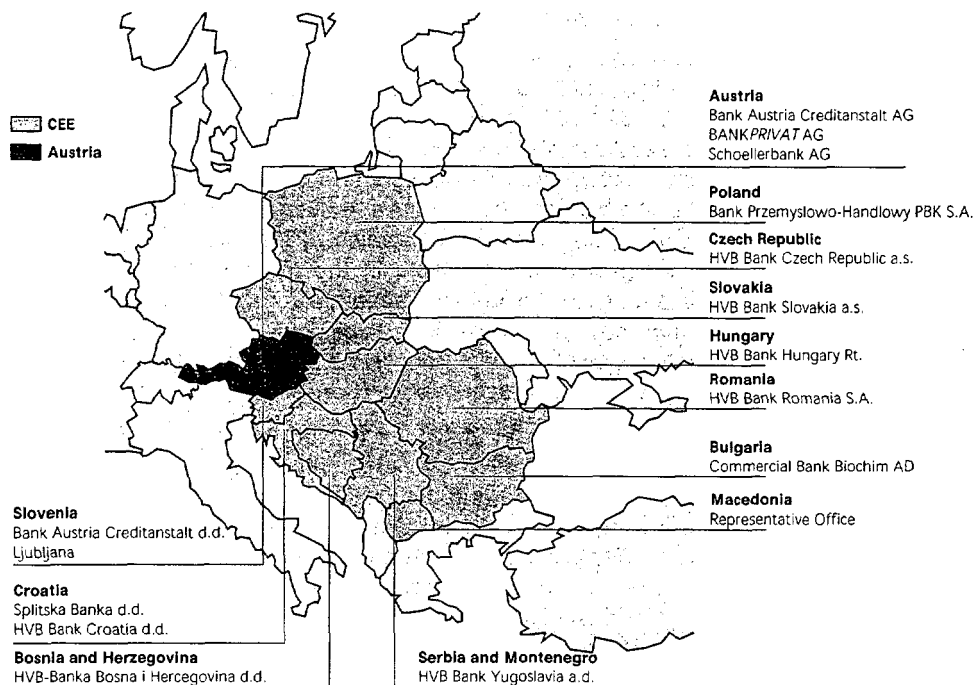 CEE
Austria
Austria
Bank Austria Creditanstalt AG
BANKPRIVAT AG
Schoellerbank AG
Poland
Bank Przemyslowo-Handlowy PBK S.A.
Czech Republic
HVB Bank Czech Republic a.s.
Slovakia
HVB Bank Slovakia a.s.
Hungary
HVB Bank Hungary Rt.
Romania
HVB Bank Romania S.A.
Bulgaria
Commercial Bank Biochim AD
Macedonia
Representative Office
Slovenia
Bank Austria Creditanstalt d.d.
Ljubljana
Croatia
Splitska Banka d.d.
HVB Bank Croatia d.d.
Bosnia and Herzegovina
HVB-Banka Bosna i Hercegovina d.d.
Serbia and Montenegro
HVB Bank Yugoslavia a.d.